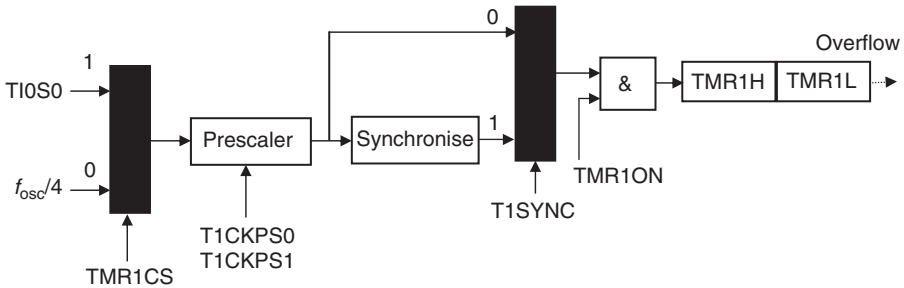 0
Overflow
1
TI0S0
&
TMR1H
TMR1L
Prescaler
Synchronise
1
0
fosc/4
TMR1ON
T1SYNC
T1CKPS0
T1CKPS1
TMR1CS